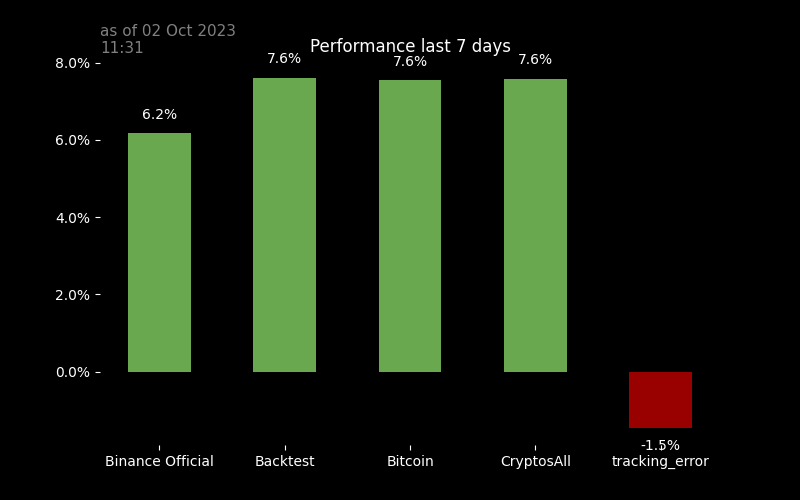 as of 02 Oct 2023
11:31
Performance last 7 days
8.0%
7.6%
7.6%
7.6%
6.2%
6.0%
4.0%
2.0%
0.0%
-1.5%
Binance Official
Backtest
Bitcoin
CryptosAll
tracking_error